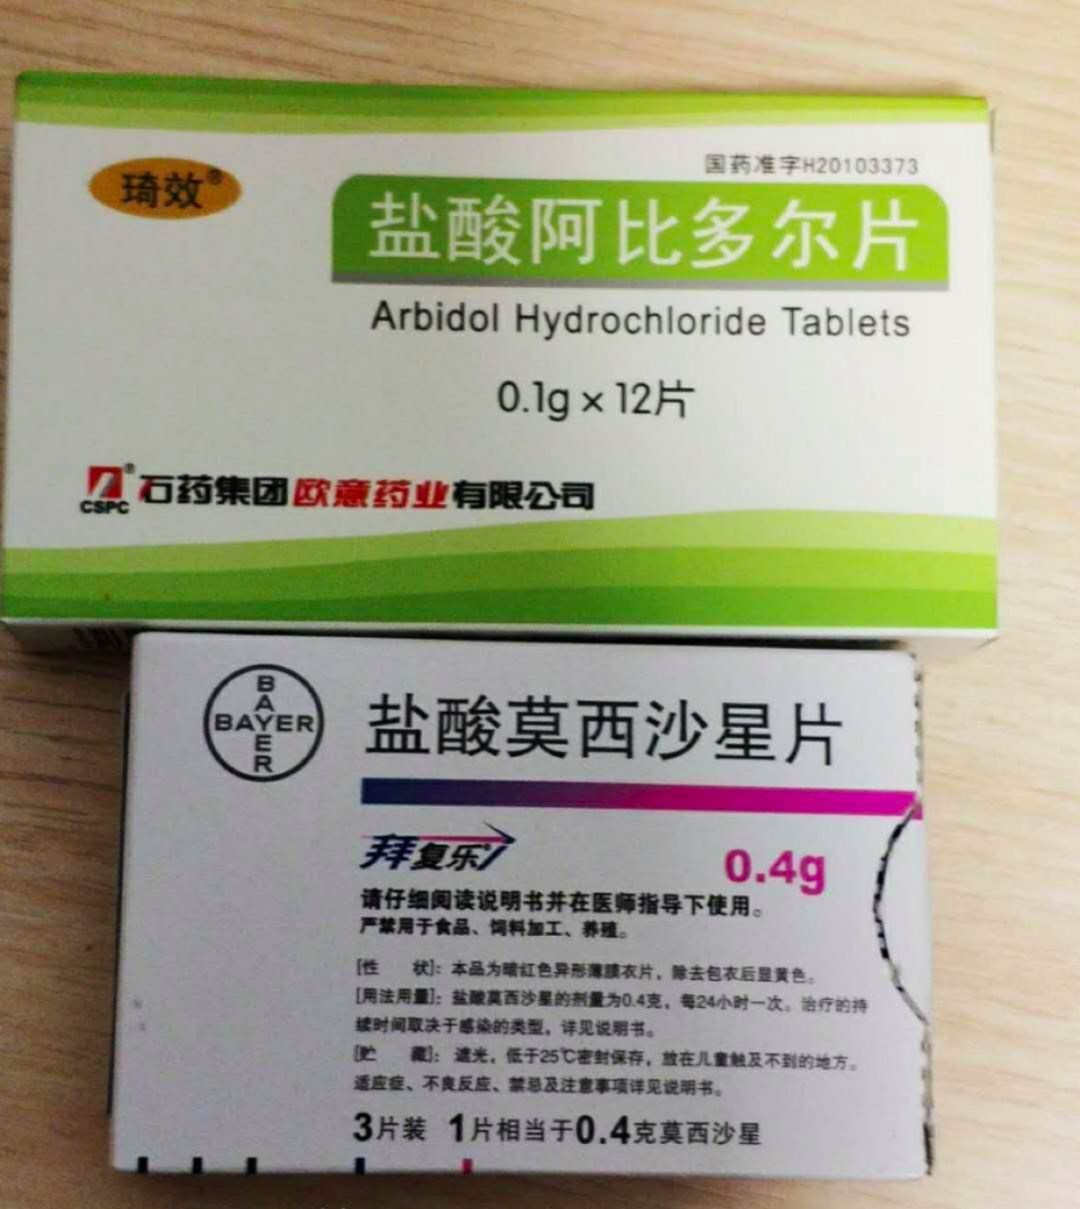 国药准字H20103373
琦效®
盐酸阿比多尔片
Arbidol Hydrochloride Tablets
0.1g×12片
CSPC ® 石药集团欧意药业有限公司
BAYER
BAYER
盐酸莫西沙星片
拜复乐®
0.4g
请仔细阅读说明书并在医师指导下使用。
严禁用于食品、饲料加工、养殖。
[性 状]：本品为暗红色异形薄膜衣片，除去包衣后显黄色。
[用法用量]：盐酸莫西沙星的剂量为0.4克，每24小时一次。治疗的持
续时间取决于感染的类型，详见说明书。
[贮 藏]：遮光，低于25℃密封保存，放在儿童触及不到的地方。
适应症、不良反应、禁忌及注意事项详见说明书。
3片装 1片相当于0.4克莫西沙星